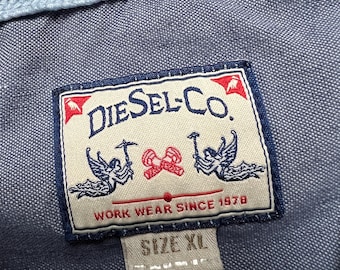 DIESEL-CO.
WORK WEAR SINCE 1978
SIZE XL